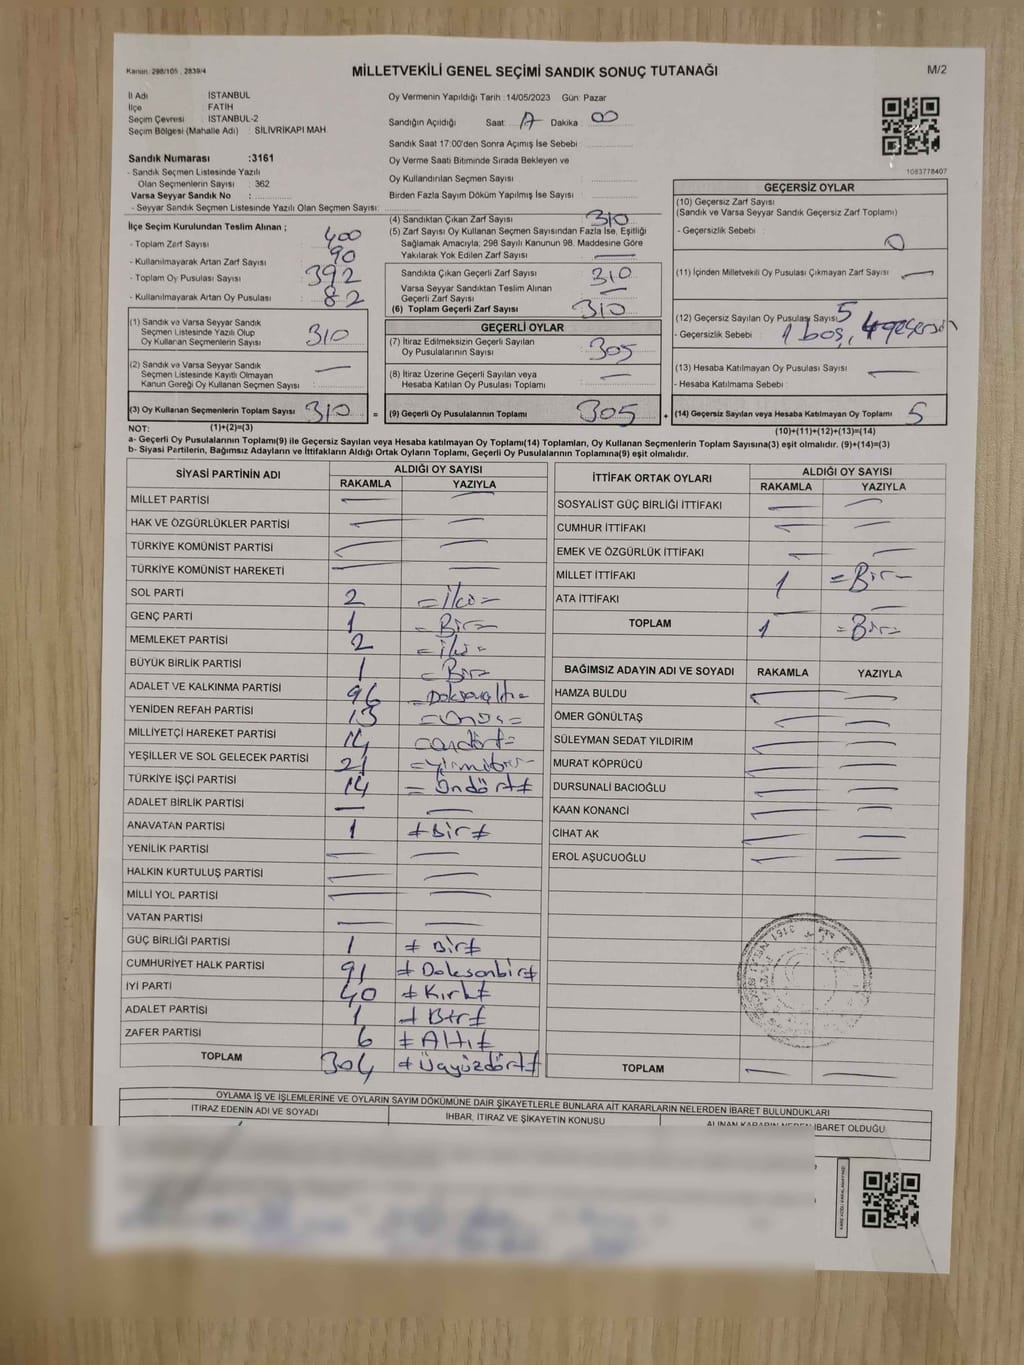 Kanun: 298/105 , 2839/4
MİLLETVEKİLİ GENEL SEÇİMİ SANDIK SONUÇ TUTANAĞI
M/2
İl Adı : İSTANBUL
İlçe : FATİH
Seçim Çevresi : İSTANBUL-2
Seçim Bölgesi (Mahalle Adı) : SİLİVRİKAPI MAH.
Sandık Numarası :3161
- Sandık Seçmen Listesinde Yazılı
Olan Seçmenlerin Sayısı : 362
Varsa Seyyar Sandık No :
- Seyyar Sandık Seçmen Listesinde Yazılı Olan Seçmen Sayısı:
Oy Vermenin Yapıldığı Tarih :14/05/2023 Gün: Pazar
Sandığın Açıldığı Saat: 17 Dakika 00
Sandık Saat 17:00'den Sonra Açımış İse Sebebi :
Oy Verme Saati Bitiminde Sırada Bekleyen ve
Oy Kullandırılan Seçmen Sayısı :
Birden Fazla Sayım Döküm Yapılmış İse Sayısı :
1083778407
İlçe Seçim Kurulundan Teslim Alınan ;
- Toplam Zarf Sayısı : 400
- Kullanılmayarak Artan Zarf Sayısı : 90
- Toplam Oy Pusulası Sayısı : 392
- Kullanılmayarak Artan Oy Pusulası : 82
(1) Sandık ve Varsa Seyyar Sandık
Seçmen Listesinde Yazılı Olup
Oy Kullanan Seçmenlerin Sayısı : 310
(2) Sandık ve Varsa Seyyar Sandık
Seçmen Listesinde Kayıtlı Olmayan
Kanun Gereği Oy Kullanan Seçmen Sayısı : —
(3) Oy Kullanan Seçmenlerin Toplam Sayısı : 310 =
(4) Sandıktan Çıkan Zarf Sayısı : 310
(5) Zarf Sayısı Oy Kullanan Seçmen Sayısından Fazla İse, Eşitliği
Sağlamak Amacıyla, 298 Sayılı Kanunun 98. Maddesine Göre
Yakılarak Yok Edilen Zarf Sayısı : —
Sandıkta Çıkan Geçerli Zarf Sayısı : 310
Varsa Seyyar Sandıktan Teslim Alınan
Geçerli Zarf Sayısı : —
(6) Toplam Geçerli Zarf Sayısı : 310
GEÇERLİ OYLAR
(7) İtiraz Edilmeksizin Geçerli Sayılan
Oy Pusulalarının Sayısı : 305
(8) İtiraz Üzerine Geçerli Sayılan veya
Hesaba Katılan Oy Pusulası Toplamı : —
(9) Geçerli Oy Pusulalarının Toplamı : 305 +
GEÇERSİZ OYLAR
(10) Geçersiz Zarf Sayısı
(Sandık ve Varsa Seyyar Sandık Geçersiz Zarf Toplamı)
- Geçersizlik Sebebi : 0
(11) İçinden Milletvekili Oy Pusulası Çıkmayan Zarf Sayısı : —
(12) Geçersiz Sayılan Oy Pusulası Sayısı : 5
- Geçersizlik Sebebi : 1 boş, 4 geçersiz
(13) Hesaba Katılmayan Oy Pusulası Sayısı : —
- Hesaba Katılmama Sebebi :
(14) Geçersiz Sayılan veya Hesaba Katılmayan Oy Toplamı : 5
NOT: (1)+(2)=(3)
(10)+(11)+(12)+(13)=(14)
a- Geçerli Oy Pusulalarının Toplamı(9) ile Geçersiz Sayılan veya Hesaba katılmayan Oy Toplamı(14) Toplamları, Oy Kullanan Seçmenlerin Toplam Sayısına(3) eşit olmalıdır. (9)+(14)=(3)
b- Siyasi Partilerin, Bağımsız Adayların ve İttifakların Aldığı Oyların Toplamı, Geçerli Oy Pusulalarının Toplamına(9) eşit olmalıdır.
SİYASİ PARTİNİN ADI ALDIĞI OY SAYISI
RAKAMLA YAZIYLA
MİLLET PARTİSİ — —
HAK VE ÖZGÜRLÜKLER PARTİSİ — —
TÜRKİYE KOMÜNİST PARTİSİ — —
TÜRKİYE KOMÜNİST HAREKETİ — —
SOL PARTİ 2 =İki=
GENÇ PARTİ 1 =Bir=
MEMLEKET PARTİSİ 2 =iki=
BÜYÜK BİRLİK PARTİSİ 1 =Bir=
ADALET VE KALKINMA PARTİSİ 96 =Doksanaltı=
YENİDEN REFAH PARTİSİ 13 =Onüç=
MİLLİYETÇİ HAREKET PARTİSİ 14 =ondört=
YEŞİLLER VE SOL GELECEK PARTİSİ 21 =Yirmibir=
TÜRKİYE İŞÇİ PARTİSİ 14 = Ondört≠
ADALET BİRLİK PARTİSİ — —
ANAVATAN PARTİSİ 1 ≠Bir≠
YENİLİK PARTİSİ — —
HALKIN KURTULUŞ PARTİSİ — —
MİLLİ YOL PARTİSİ — —
VATAN PARTİSİ — —
GÜÇ BİRLİĞİ PARTİSİ 1 ≠ Bir≠
CUMHURİYET HALK PARTİSİ 91 ≠ Doksanbir≠
İYİ PARTİ 40 ≠ Kırk≠
ADALET PARTİSİ 1 ≠ Bir≠
ZAFER PARTİSİ 6 ≠ Altı≠
TOPLAM 304 ≠Üçyüzdört≠
İTTİFAK ORTAK OYLARI ALDIĞI OY SAYISI
RAKAMLA YAZIYLA
SOSYALİST GÜÇ BİRLİĞİ İTTİFAKI — —
CUMHUR İTTİFAKI — —
EMEK VE ÖZGÜRLÜK İTTİFAKI — —
MİLLET İTTİFAKI 1 =Bir=
ATA İTTİFAKI — —
TOPLAM 1 =Bir=
BAĞIMSIZ ADAYIN ADI VE SOYADI RAKAMLA YAZIYLA
HAMZA BULDU — —
ÖMER GÖNÜLTAŞ — —
SÜLEYMAN SEDAT YILDIRIM — —
MURAT KÖPRÜCÜ — —
DURSUNALİ BACIOĞLU — —
KAAN KONANCİ — —
CİHAT AK — —
EROL AŞUCUOĞLU — —
TOPLAM — —
OYLAMA İŞ VE İŞLEMLERİNE VE OYLARIN SAYIM DÖKÜMÜNE DAİR ŞİKAYETLERLE BUNLARA AİT KARARLARIN NELERDEN İBARET BULUNDUKLARI
İTİRAZ EDENİN ADI VE SOYADI İHBAR, İTİRAZ VE ŞİKAYETİN KONUSU ALINAN KARARIN NEDEN İBARET OLDUĞU